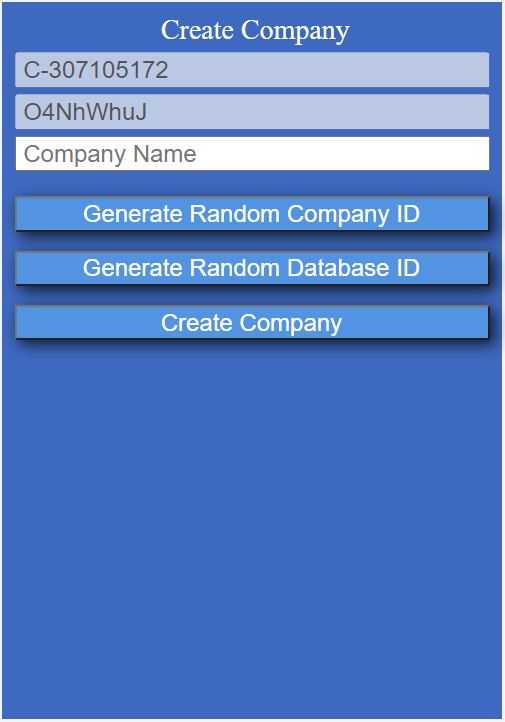 Create Company
C-307105172
O4NhWhuJ
Company Name
Generate Random Company ID
Generate Random Database ID
Create Company